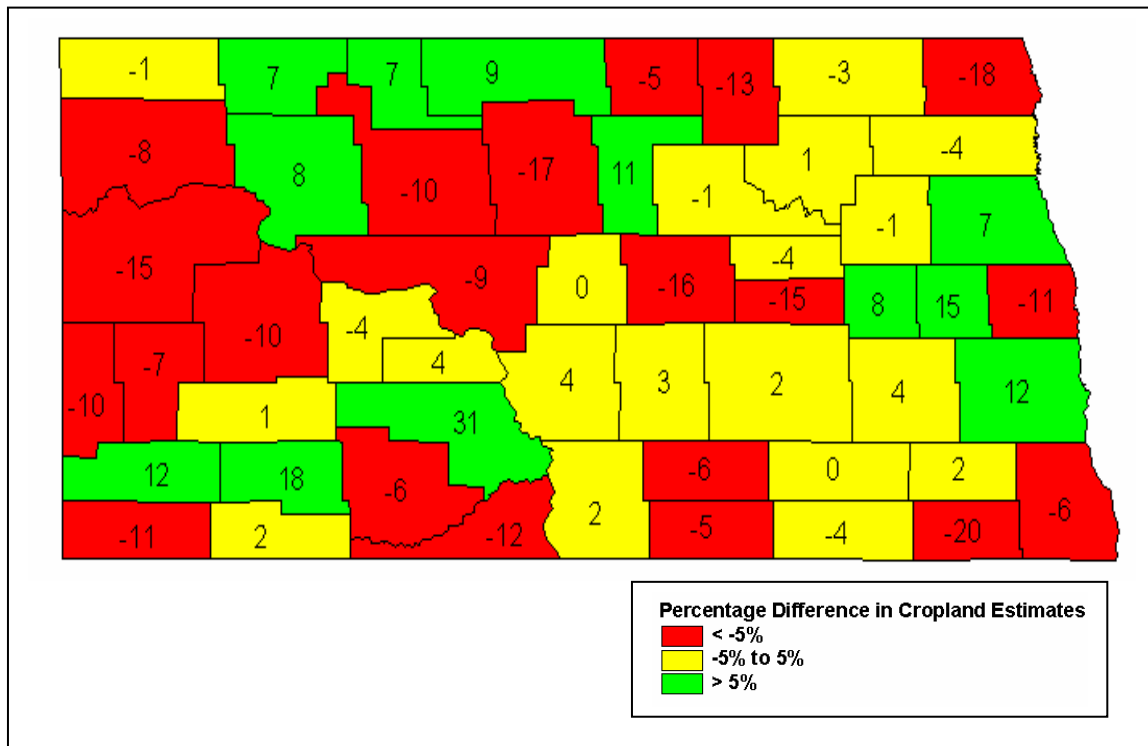 -1 7 7 9 -5 -13 -3 -18
-8 8 -10 -17 11 -1 1 -4
-1 7
-15 -9 0 -16 -4 -15 8 15 -11
-10 -4 4
-10 -7 1 31 4 3 2 4 12
12 18 -6 -6 0 2 -6
-11 2 -12 2 -5 -4 -20
Percentage Difference in Cropland Estimates
< -5%
-5% to 5%
> 5%